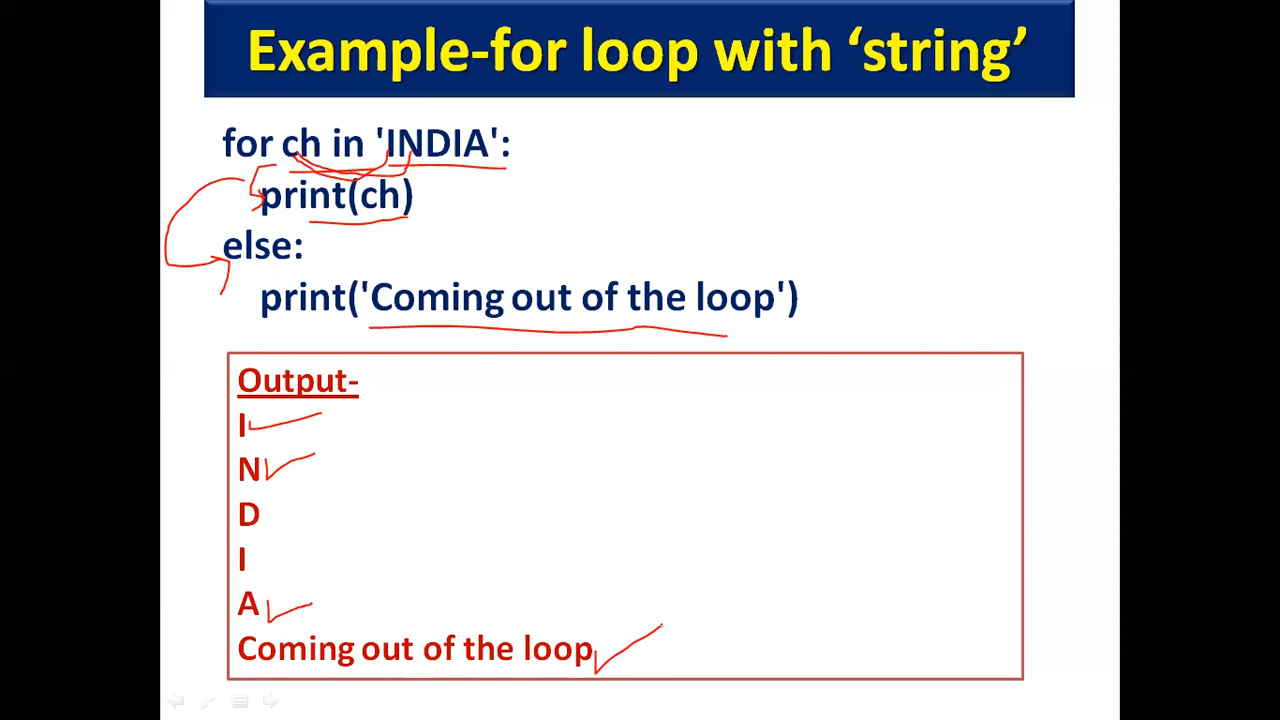 Example-for loop with ‘string’
for ch in 'INDIA':
print(ch)
else:
print('Coming out of the loop')
Output-
I
N
D
I
A
Coming out of the loop